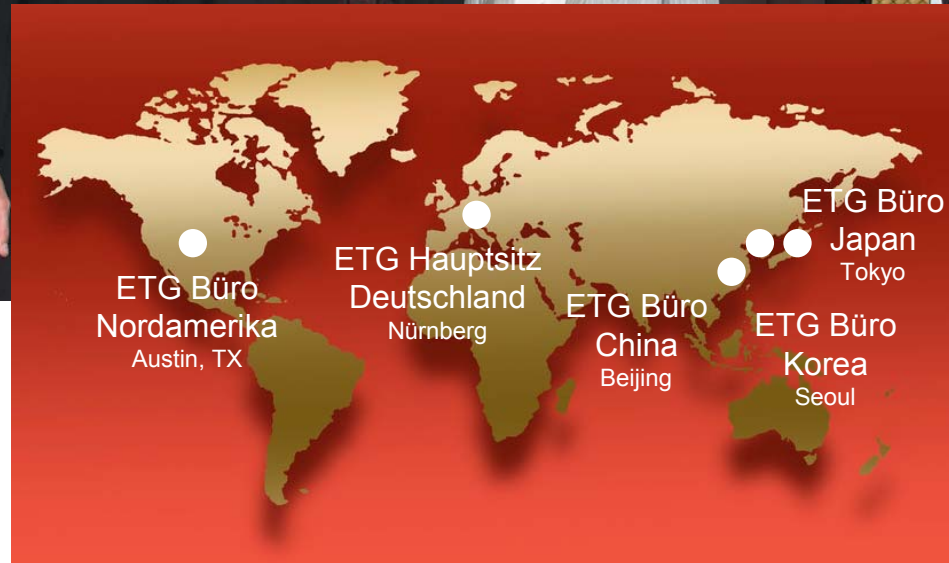 ETG Büro
Nordamerika
Austin, TX
ETG Hauptsitz
Deutschland
Nürnberg
ETG Büro
China
Beijing
ETG Büro
Korea
Seoul
ETG Büro
Japan
Tokyo